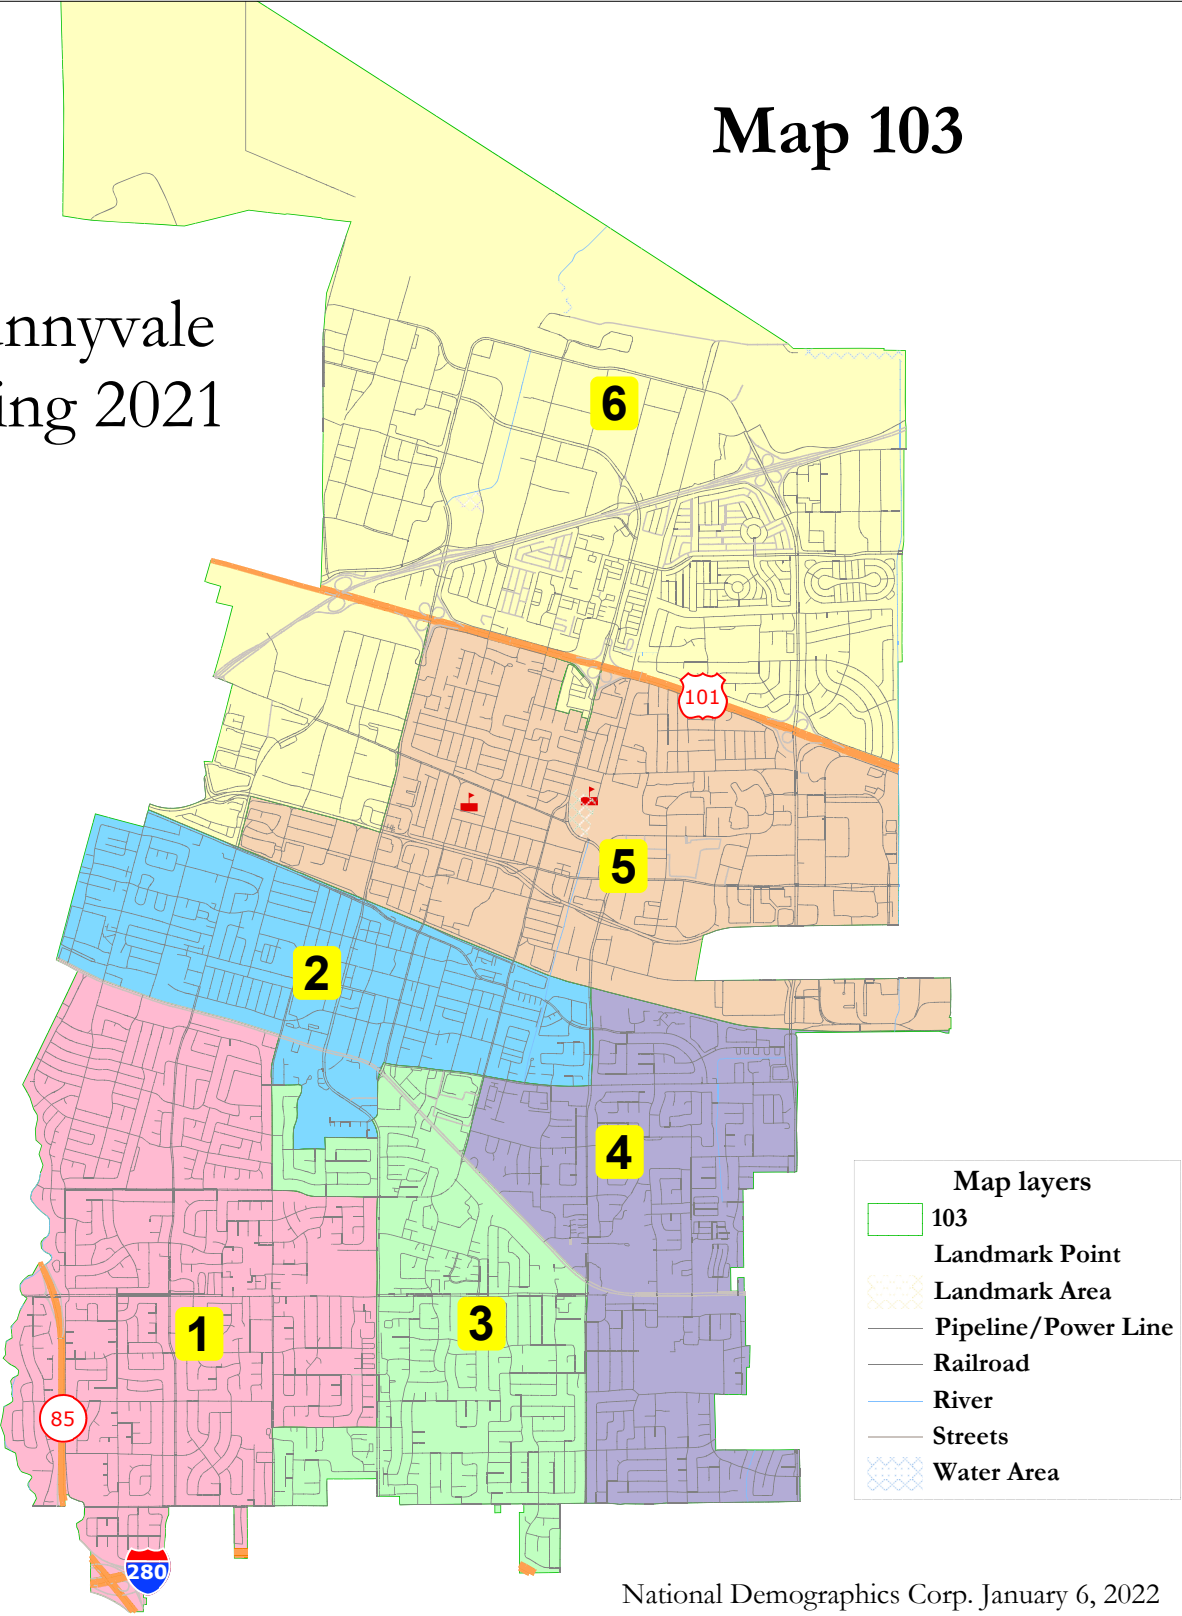 Map 103
nnyvale
ing 2021
6
101
5
2
4
3
1
85
280
Map layers
103
Landmark Point
Landmark Area
Pipeline/Power Line
Railroad
River
Streets
Water Area
National Demographics Corp. January 6, 2022